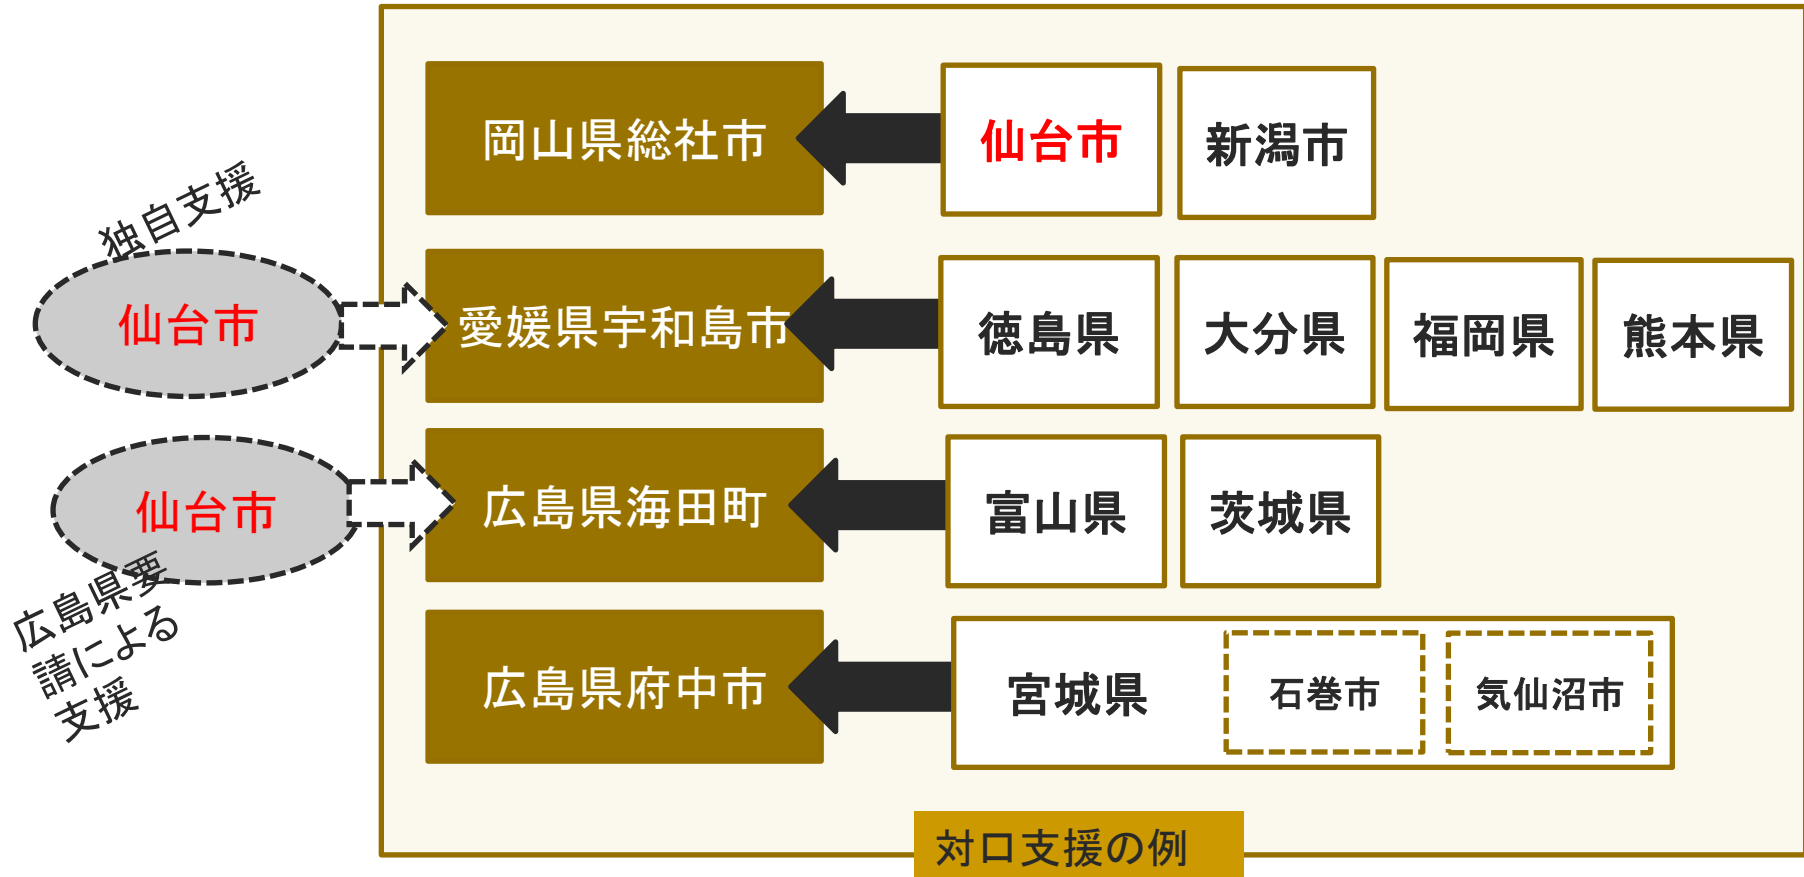 岡山県総社市
仙台市
新潟市
独自支援
仙台市
愛媛県宇和島市
徳島県
大分県
福岡県
熊本県
仙台市
広島県要
請による
支援
広島県海田町
富山県
茨城県
広島県府中市
宮城県
石巻市
気仙沼市
対口支援の例